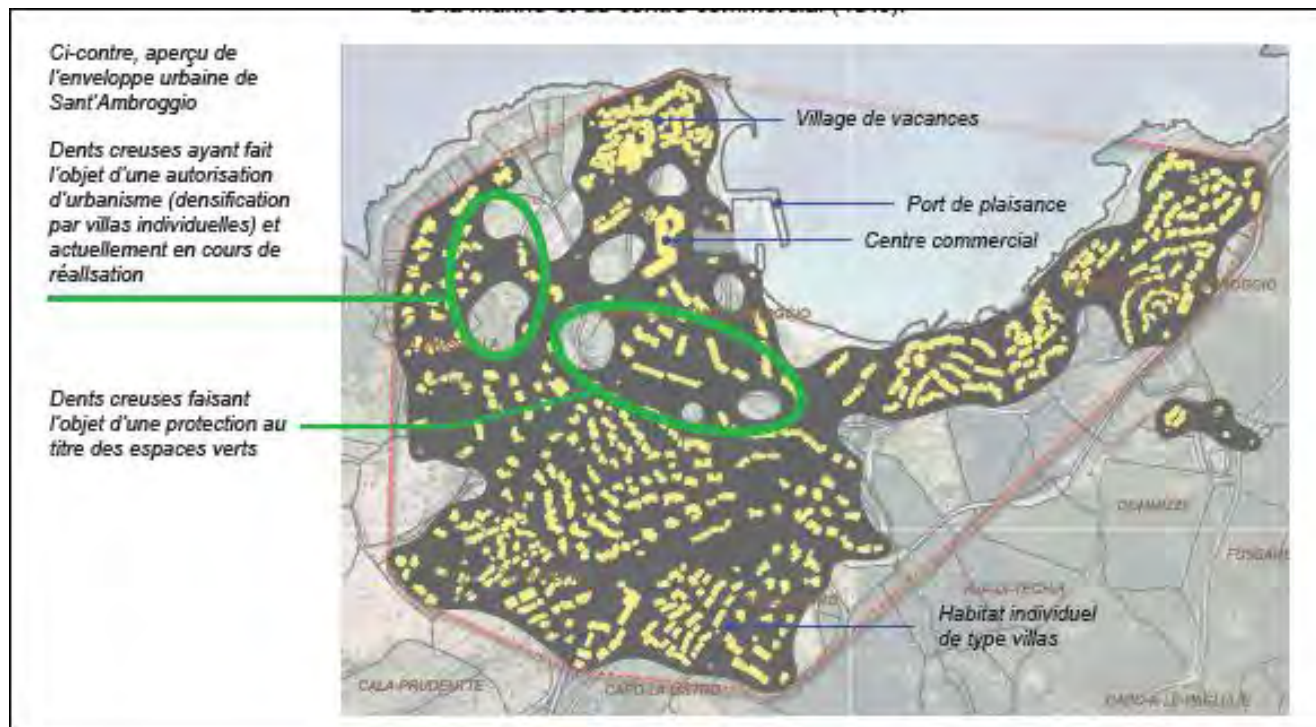 Ci-contre, aperçu de
l'enveloppe urbaine de
Sant'Ambroggio
Dents creuses ayant fait
l'objet d'une autorisation
d'urbanisme (densification
par villas individuelles) et
actuellement en cours de
réalisation
Dents creuses faisant
l'objet d'une protection au
titre des espaces verts
Village de vacances
Port de plaisance
Centre commercial
Habitat individuel
de type villas
CALA-PRUDENTTE